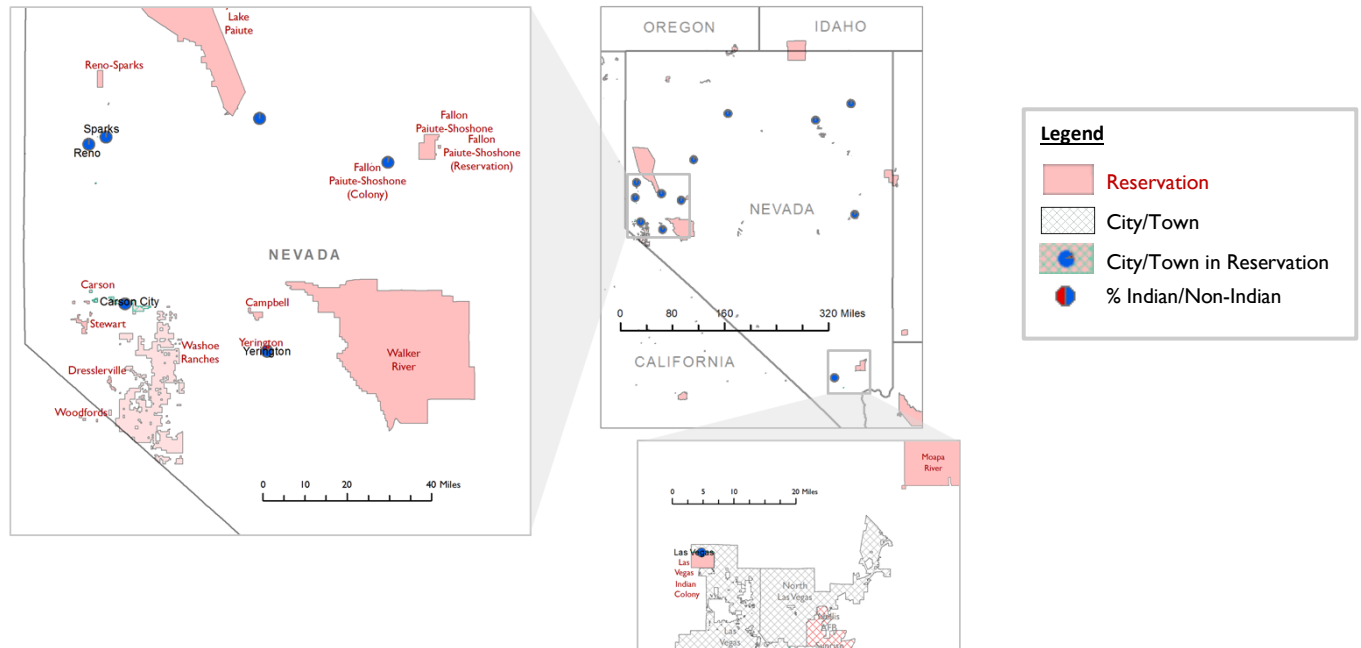 Lake
Paiute
Reno-Sparks
Sparks
Reno
Fallon
Paiute-Shoshone
Fallon
Paiute-Shoshone
(Reservation)
Fallon
Paiute-Shoshone
(Colony)
NEVADA
Carson
Carson City
Stewart
Washoe
Ranches
Dresslerville
Woodfords
Campbell
Yerington
Yerington
Walker
River
0 10 20 40 Miles
OREGON
IDAHO
NEVADA
0 80 160 320 Miles
CALIFORNIA
Moapa
River
0 5 10 20 Miles
Las Vegas
Las
Vegas
Indian
Colony
North
Las Vegas
Nellis
AFB
Las
Vegas
Legend
Reservation
City/Town
City/Town in Reservation
% Indian/Non-Indian